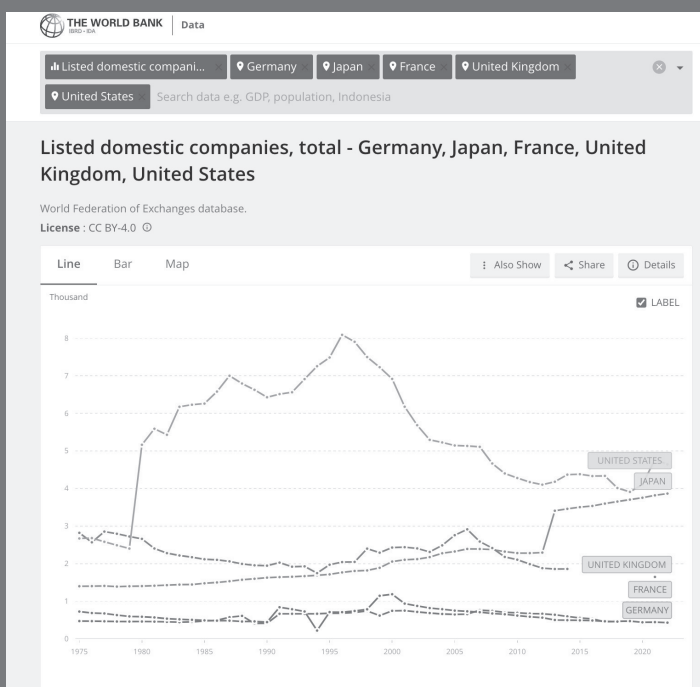 THE WORLD BANK
IBRD • IDA
Data
Listed domestic compani... ×
Germany ×
Japan ×
France ×
United Kingdom ×
United States ×
Search data e.g. GDP, population, Indonesia
Listed domestic companies, total - Germany, Japan, France, United
Kingdom, United States
World Federation of Exchanges database.
License : CC BY-4.0
Line
Bar
Map
Also Show
Share
Details
Thousand
LABEL
8
7
6
5
4
3
2
1
0
UNITED STATES
JAPAN
UNITED KINGDOM
FRANCE
GERMANY
1975
1980
1985
1990
1995
2000
2005
2010
2015
2020